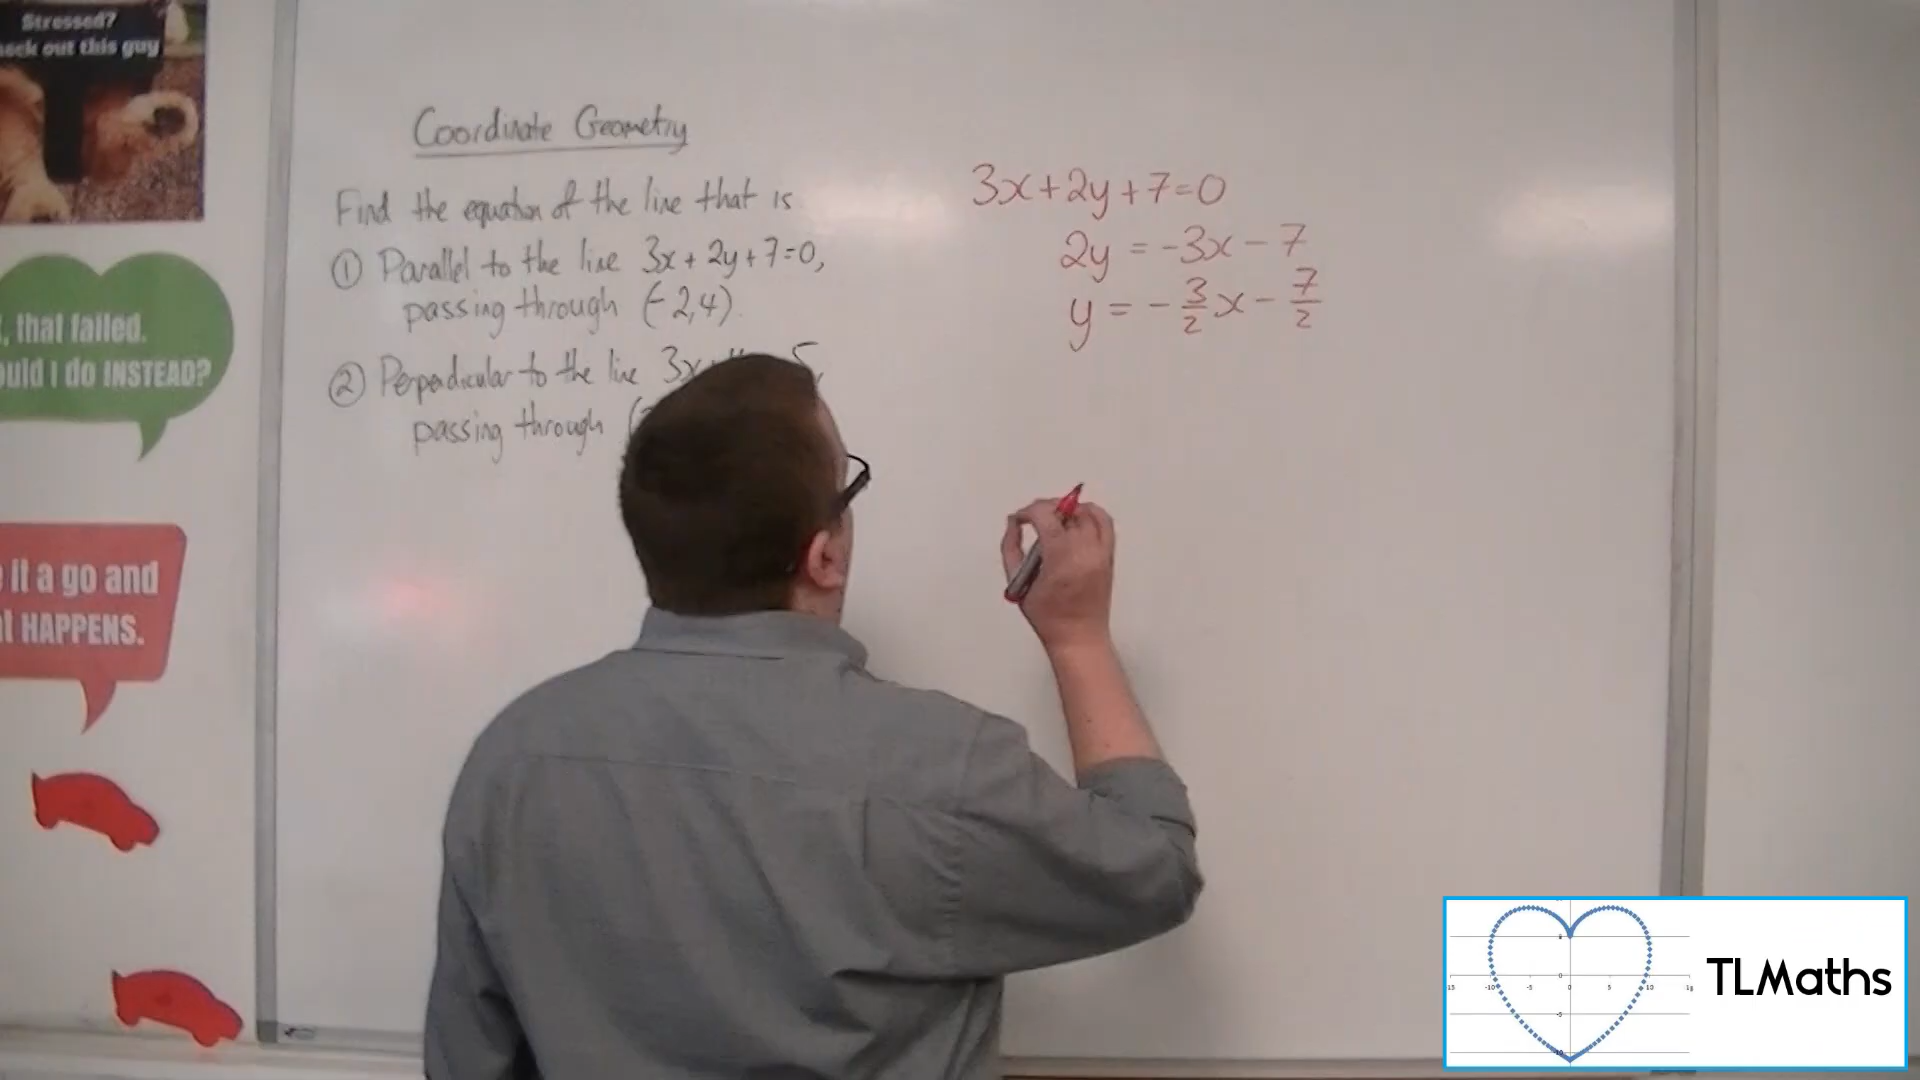 Stressed?
out this guy
, that failed.
I do INSTEAD?
it a go and
HAPPENS.
Coordinate Geometry
Find the equation of the line that is
① Parallel to the line 3x + 2y + 7 = 0,
passing through (-2,4).
② Perpendicular to the line 3x
passing through (
3x + 2y + 7 = 0
2y = -3x - 7
y = -3/2 x - 7/2
TLMaths